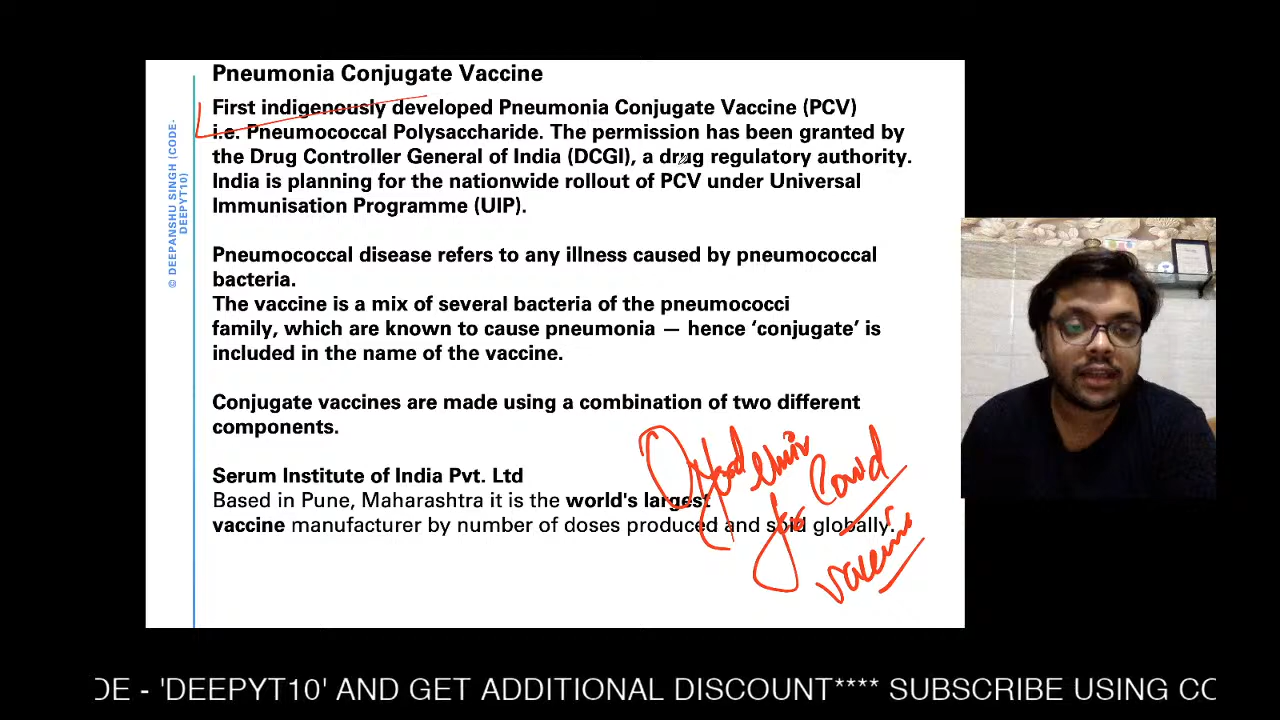 Pneumonia Conjugate Vaccine
First indigenously developed Pneumonia Conjugate Vaccine (PCV)
i.e. Pneumococcal Polysaccharide. The permission has been granted by
the Drug Controller General of India (DCGI), a drug regulatory authority.
India is planning for the nationwide rollout of PCV under Universal
Immunisation Programme (UIP).
Pneumococcal disease refers to any illness caused by pneumococcal
bacteria.
The vaccine is a mix of several bacteria of the pneumococci
family, which are known to cause pneumonia — hence ‘conjugate’ is
included in the name of the vaccine.
Conjugate vaccines are made using a combination of two different
components.
Serum Institute of India Pvt. Ltd
Based in Pune, Maharashtra it is the world's largest
vaccine manufacturer by number of doses produced and sold globally.
© DEEPANSHU SINGH (CODE-
DEEPYT10)
Covid
vaccine
DE - 'DEEPYT10' AND GET ADDITIONAL DISCOUNT**** SUBSCRIBE USING CO